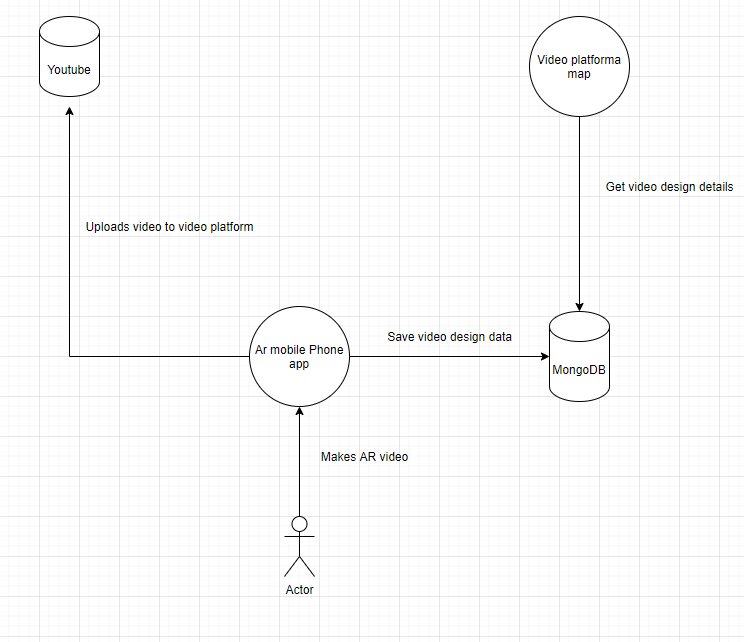 Youtube
Video platforma
map
Get video design details
Uploads video to video platform
Save video design data
Ar mobile Phone
app
MongoDB
Makes AR video
Actor